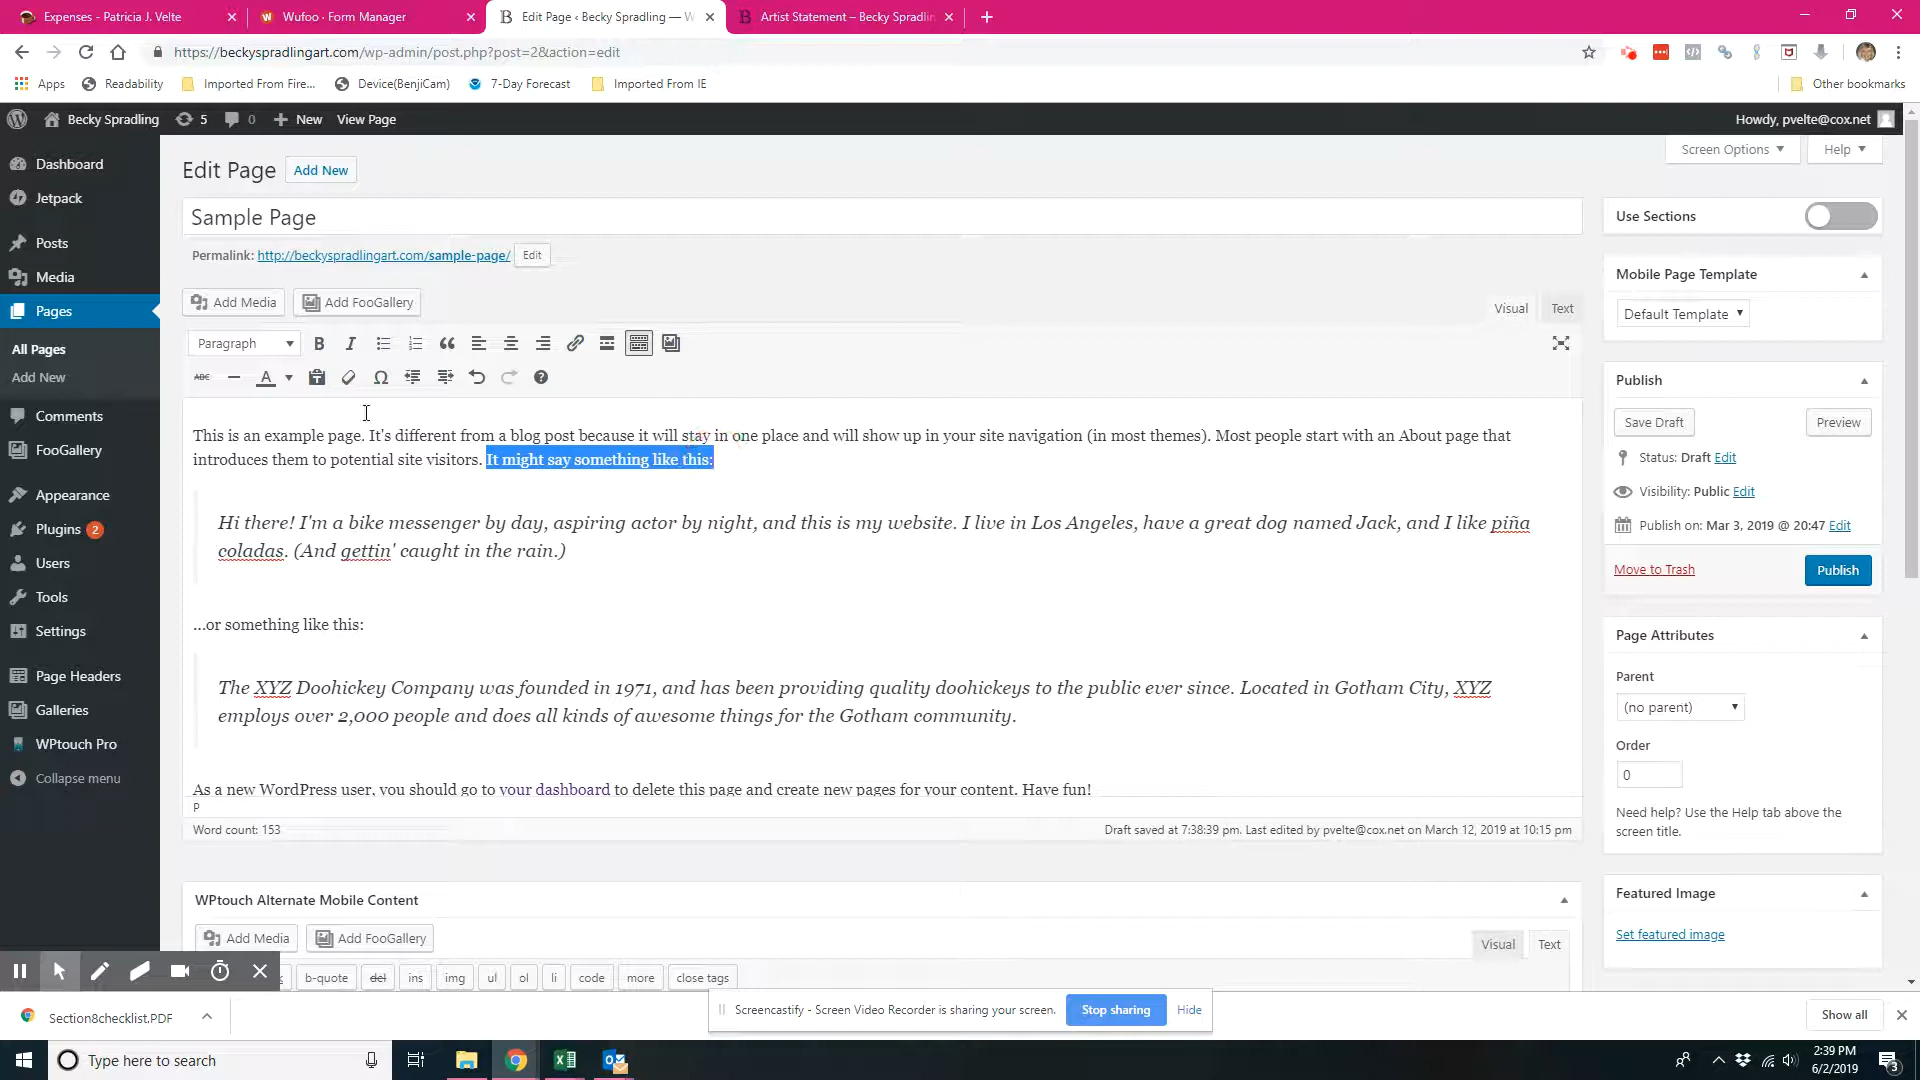 Expenses - Patricia J. Velte
Wufoo · Form Manager
Edit Page ‹ Becky Spradling — W
Artist Statement – Becky Spradlin
https://beckyspradlingart.com/wp-admin/post.php?post=2&action=edit
Apps
Readability
Imported From Fire...
Device(BenjiCam)
7-Day Forecast
Imported From IE
Other bookmarks
Becky Spradling
5
0
New
View Page
Howdy, pvelte@cox.net
Dashboard
Jetpack
Posts
Media
Pages
All Pages
Add New
Comments
FooGallery
Appearance
Plugins 2
Users
Tools
Settings
Page Headers
Galleries
WPtouch Pro
Collapse menu
Screen Options
Help
Edit Page
Add New
Sample Page
Permalink: http://beckyspradlingart.com/sample-page/
Edit
Add Media
Add FooGallery
Visual
Text
Paragraph
B
I
ABC
A
This is an example page. It's different from a blog post because it will stay in one place and will show up in your site navigation (in most themes). Most people start with an About page that
introduces them to potential site visitors. It might say something like this:
Hi there! I'm a bike messenger by day, aspiring actor by night, and this is my website. I live in Los Angeles, have a great dog named Jack, and I like piña
coladas. (And gettin' caught in the rain.)
...or something like this:
The XYZ Doohickey Company was founded in 1971, and has been providing quality doohickeys to the public ever since. Located in Gotham City, XYZ
employs over 2,000 people and does all kinds of awesome things for the Gotham community.
As a new WordPress user, you should go to your dashboard to delete this page and create new pages for your content. Have fun!
P
Word count: 153
Draft saved at 7:38:39 pm. Last edited by pvelte@cox.net on March 12, 2019 at 10:15 pm
WPtouch Alternate Mobile Content
Add Media
Add FooGallery
Visual
Text
b-quote
del
ins
img
ul
ol
li
code
more
close tags
Use Sections
Mobile Page Template
Default Template
Publish
Save Draft
Preview
Status: Draft Edit
Visibility: Public Edit
Publish on: Mar 3, 2019 @ 20:47 Edit
Move to Trash
Publish
Page Attributes
Parent
(no parent)
Order
0
Need help? Use the Help tab above the
screen title.
Featured Image
Set featured image
Screencastify - Screen Video Recorder is sharing your screen.
Stop sharing
Hide
Section8checklist.PDF
Show all
Type here to search
2:39 PM
6/2/2019
3